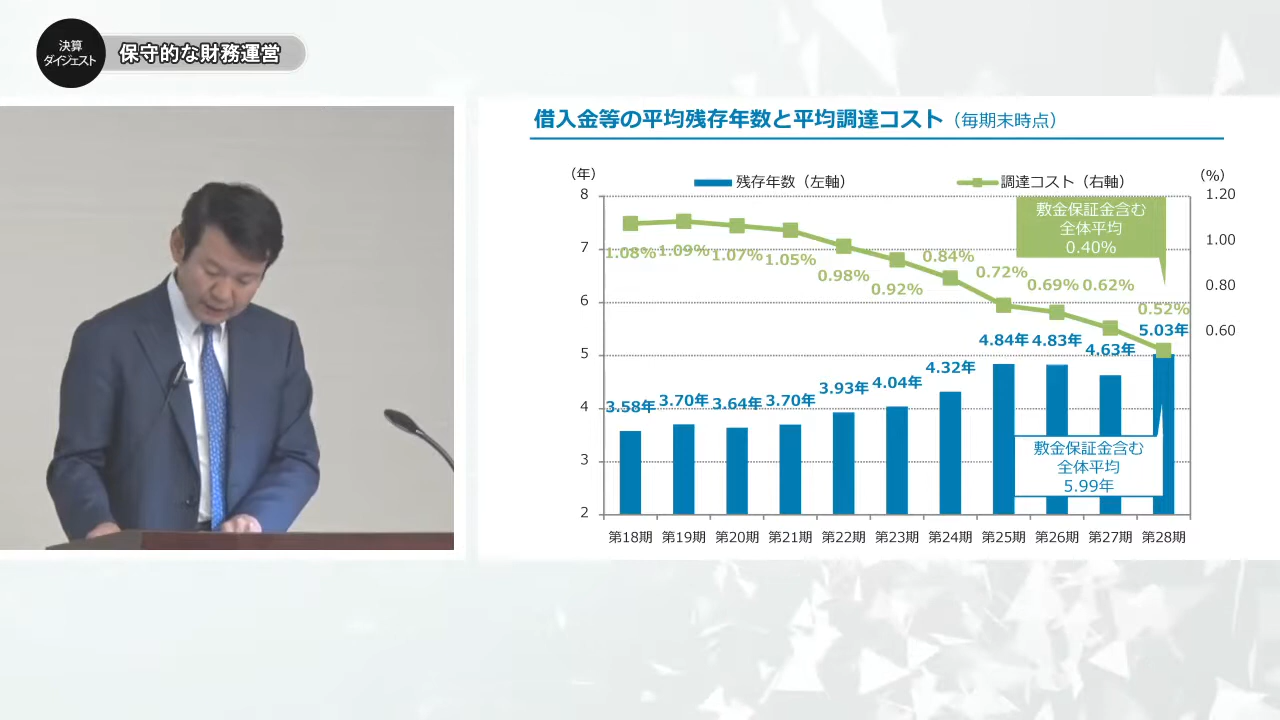 決算
ダイジェスト
保守的な財務運営
借入金等の平均残存年数と平均調達コスト（毎期末時点）
（年）
残存年数（左軸）
調達コスト（右軸）
（%）
8
7
6
5
4
3
2
1.20
1.00
0.80
0.60
敷金保証金含む
全体平均
0.40%
1.08%
1.09%
1.07%
1.05%
0.98%
0.92%
0.84%
0.72%
0.69%
0.62%
0.52%
3.58年
3.70年
3.64年
3.70年
3.93年
4.04年
4.32年
4.84年
4.83年
4.63年
5.03年
敷金保証金含む
全体平均
5.99年
第18期
第19期
第20期
第21期
第22期
第23期
第24期
第25期
第26期
第27期
第28期